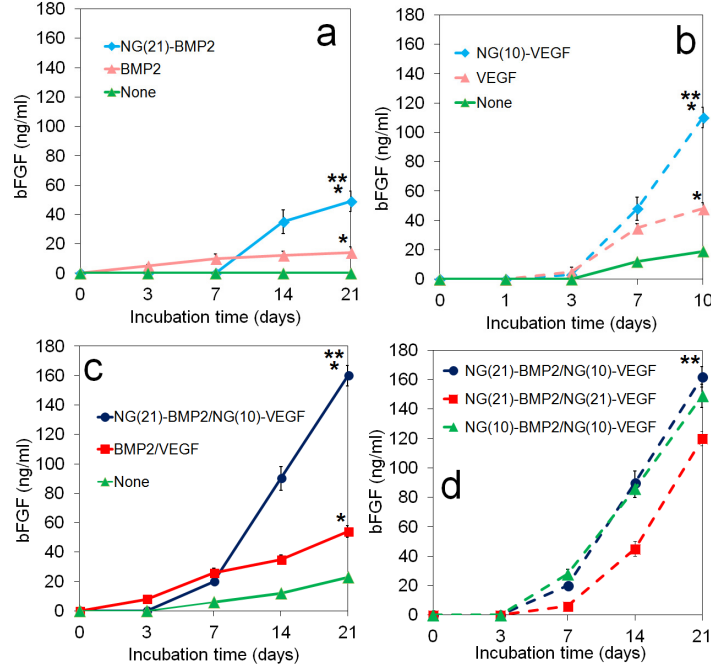 a
180
160
140
120
100
80
60
40
20
0
bFGF (ng/ml)
NG(21)-BMP2
BMP2
None
**
*
*
0 3 7 14 21
Incubation time (days)
b
180
160
140
120
100
80
60
40
20
0
bFGF (ng/ml)
NG(10)-VEGF
VEGF
None
**
*
*
0 1 3 7 10
Incubation time (days)
c
180
160
140
120
100
80
60
40
20
0
bFGF (ng/ml)
NG(21)-BMP2/NG(10)-VEGF
BMP2/VEGF
None
**
*
*
0 3 7 14 21
Incubation time (days)
d
180
160
140
120
100
80
60
40
20
0
bFGF (ng/ml)
NG(21)-BMP2/NG(10)-VEGF
NG(21)-BMP2/NG(21)-VEGF
NG(10)-BMP2/NG(10)-VEGF
**
0 3 7 14 21
Incubation time (days)